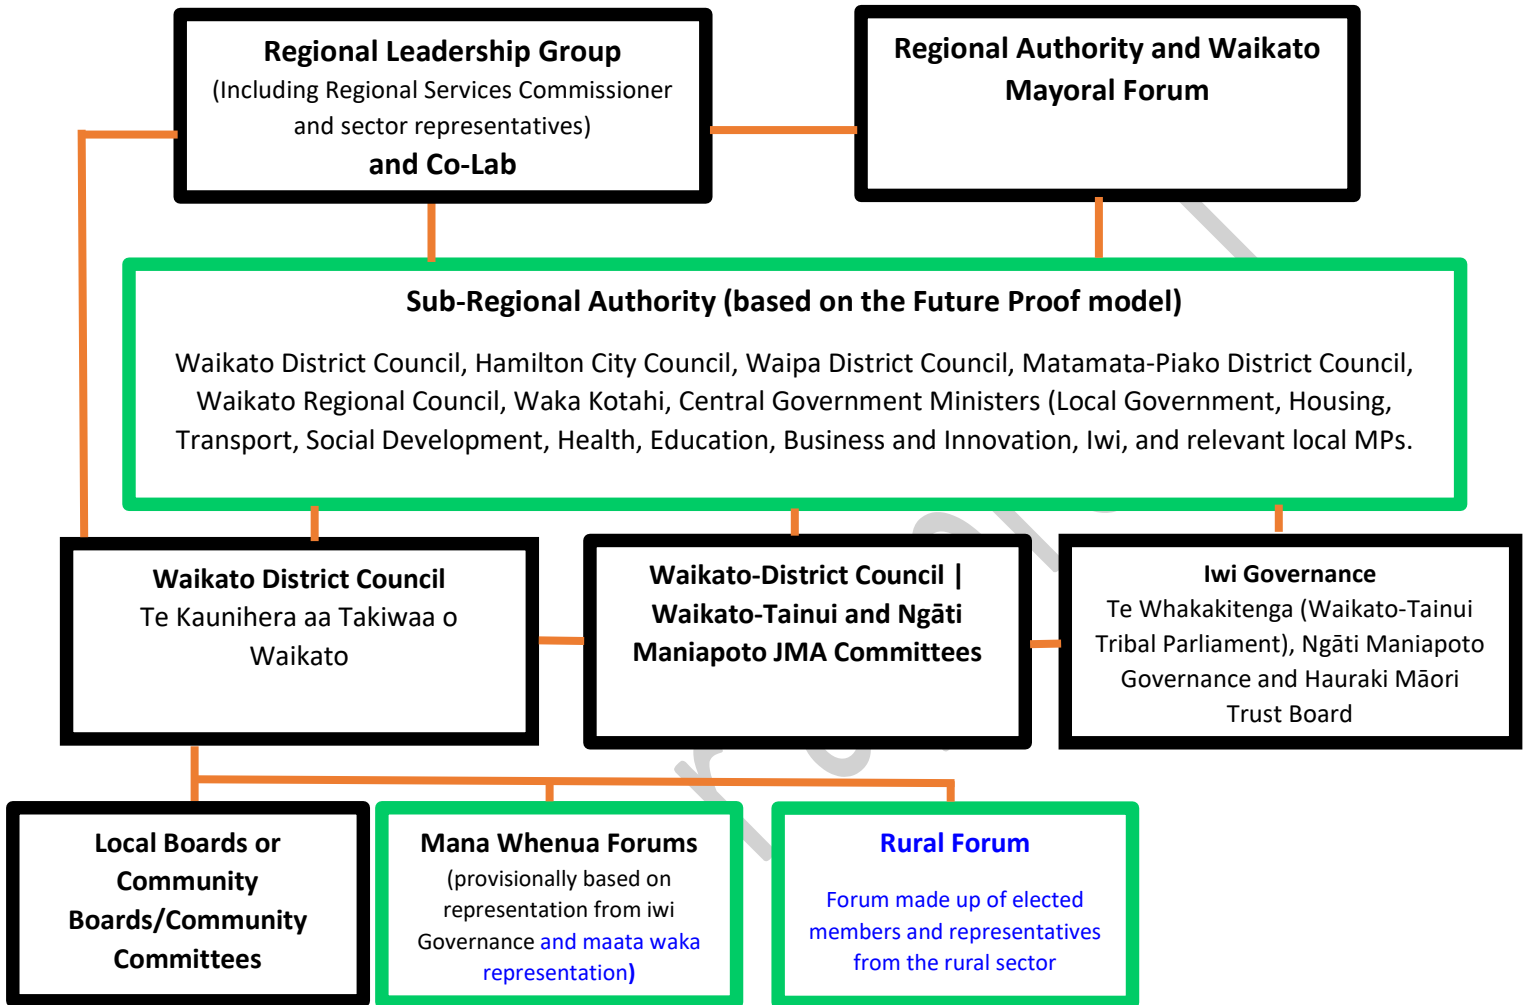 Regional Leadership Group
(Including Regional Services Commissioner
and sector representatives)
and Co-Lab
Regional Authority and Waikato
Mayoral Forum
Sub-Regional Authority (based on the Future Proof model)
Waikato District Council, Hamilton City Council, Waipa District Council, Matamata-Piako District Council,
Waikato Regional Council, Waka Kotahi, Central Government Ministers (Local Government, Housing,
Transport, Social Development, Health, Education, Business and Innovation, Iwi, and relevant local MPs.
Waikato District Council
Te Kaunihera aa Takiwaa o
Waikato
Waikato-District Council |
Waikato-Tainui and Ngāti
Maniapoto JMA Committees
Iwi Governance
Te Whakakitenga (Waikato-Tainui
Tribal Parliament), Ngāti Maniapoto
Governance and Hauraki Māori
Trust Board
Local Boards or
Community
Boards/Community
Committees
Mana Whenua Forums
(provisionally based on
representation from iwi
Governance and maata waka
representation)
Rural Forum
Forum made up of elected
members and representatives
from the rural sector